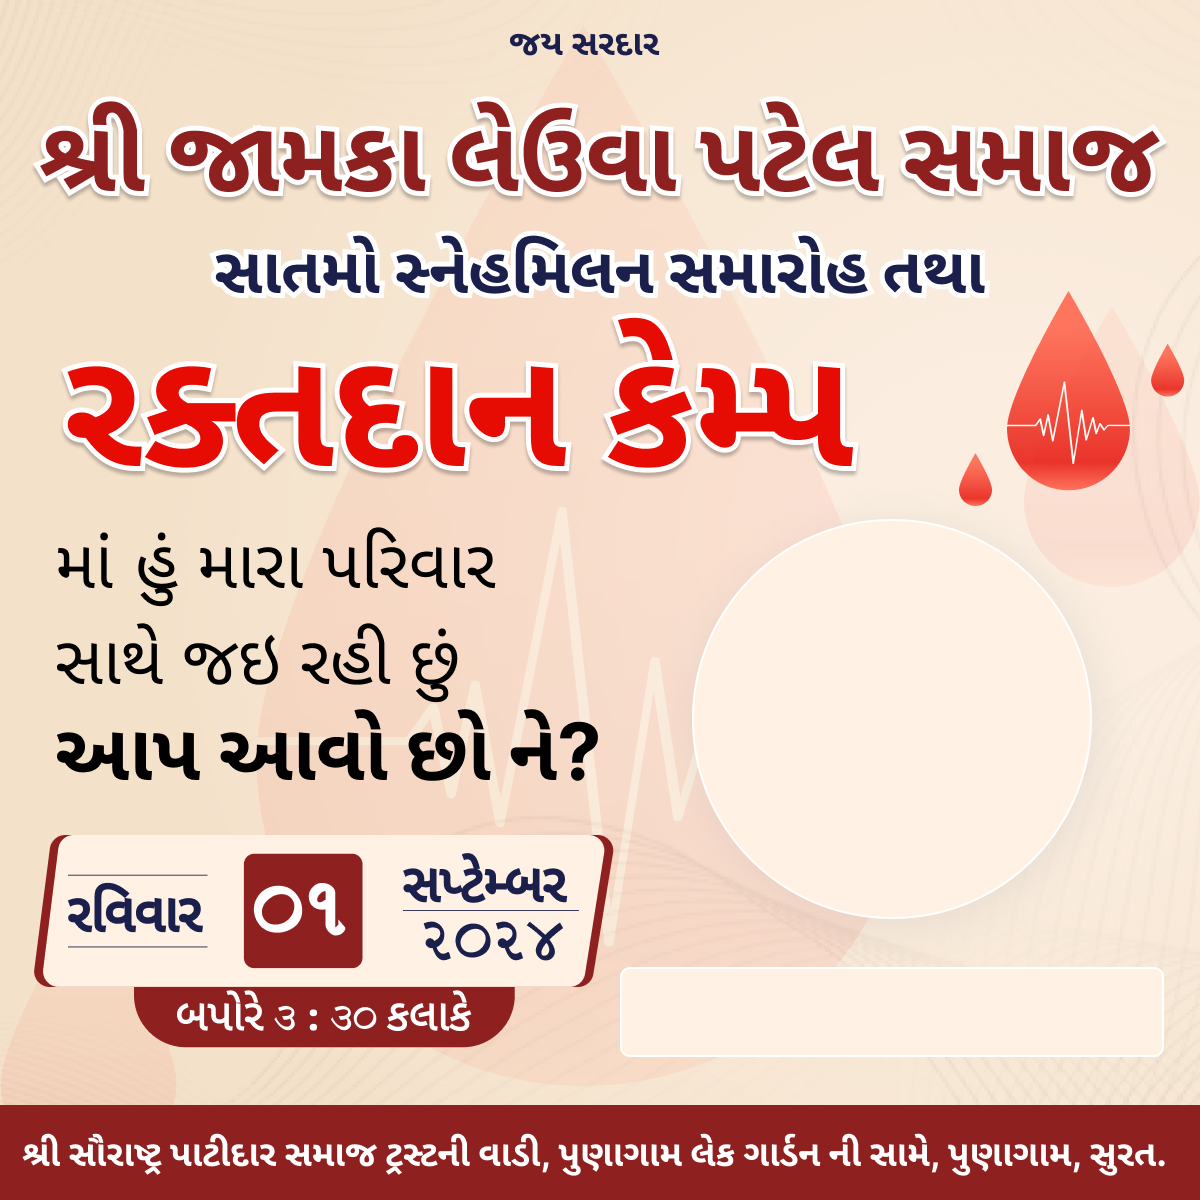 જય સરદાર
શ્રી જામકા લેઉવા પટેલ સમાજ
સાતમો સ્નેહમિલન સમારોહ તથા
રક્તદાન કેમ્પ
માં હું મારા પરિવાર
સાથે જઇ રહી છું
આપ આવો છો ને?
રવિવાર
૦૧
સપ્ટેમ્બર
૨૦૨૪
બપોરે ૩ : ૩૦ કલાકે
શ્રી સૌરાષ્ટ્ર પાટીદાર સમાજ ટ્રસ્ટની વાડી, પુણાગામ લેક ગાર્ડન ની સામે, પુણાગામ, સુરત.